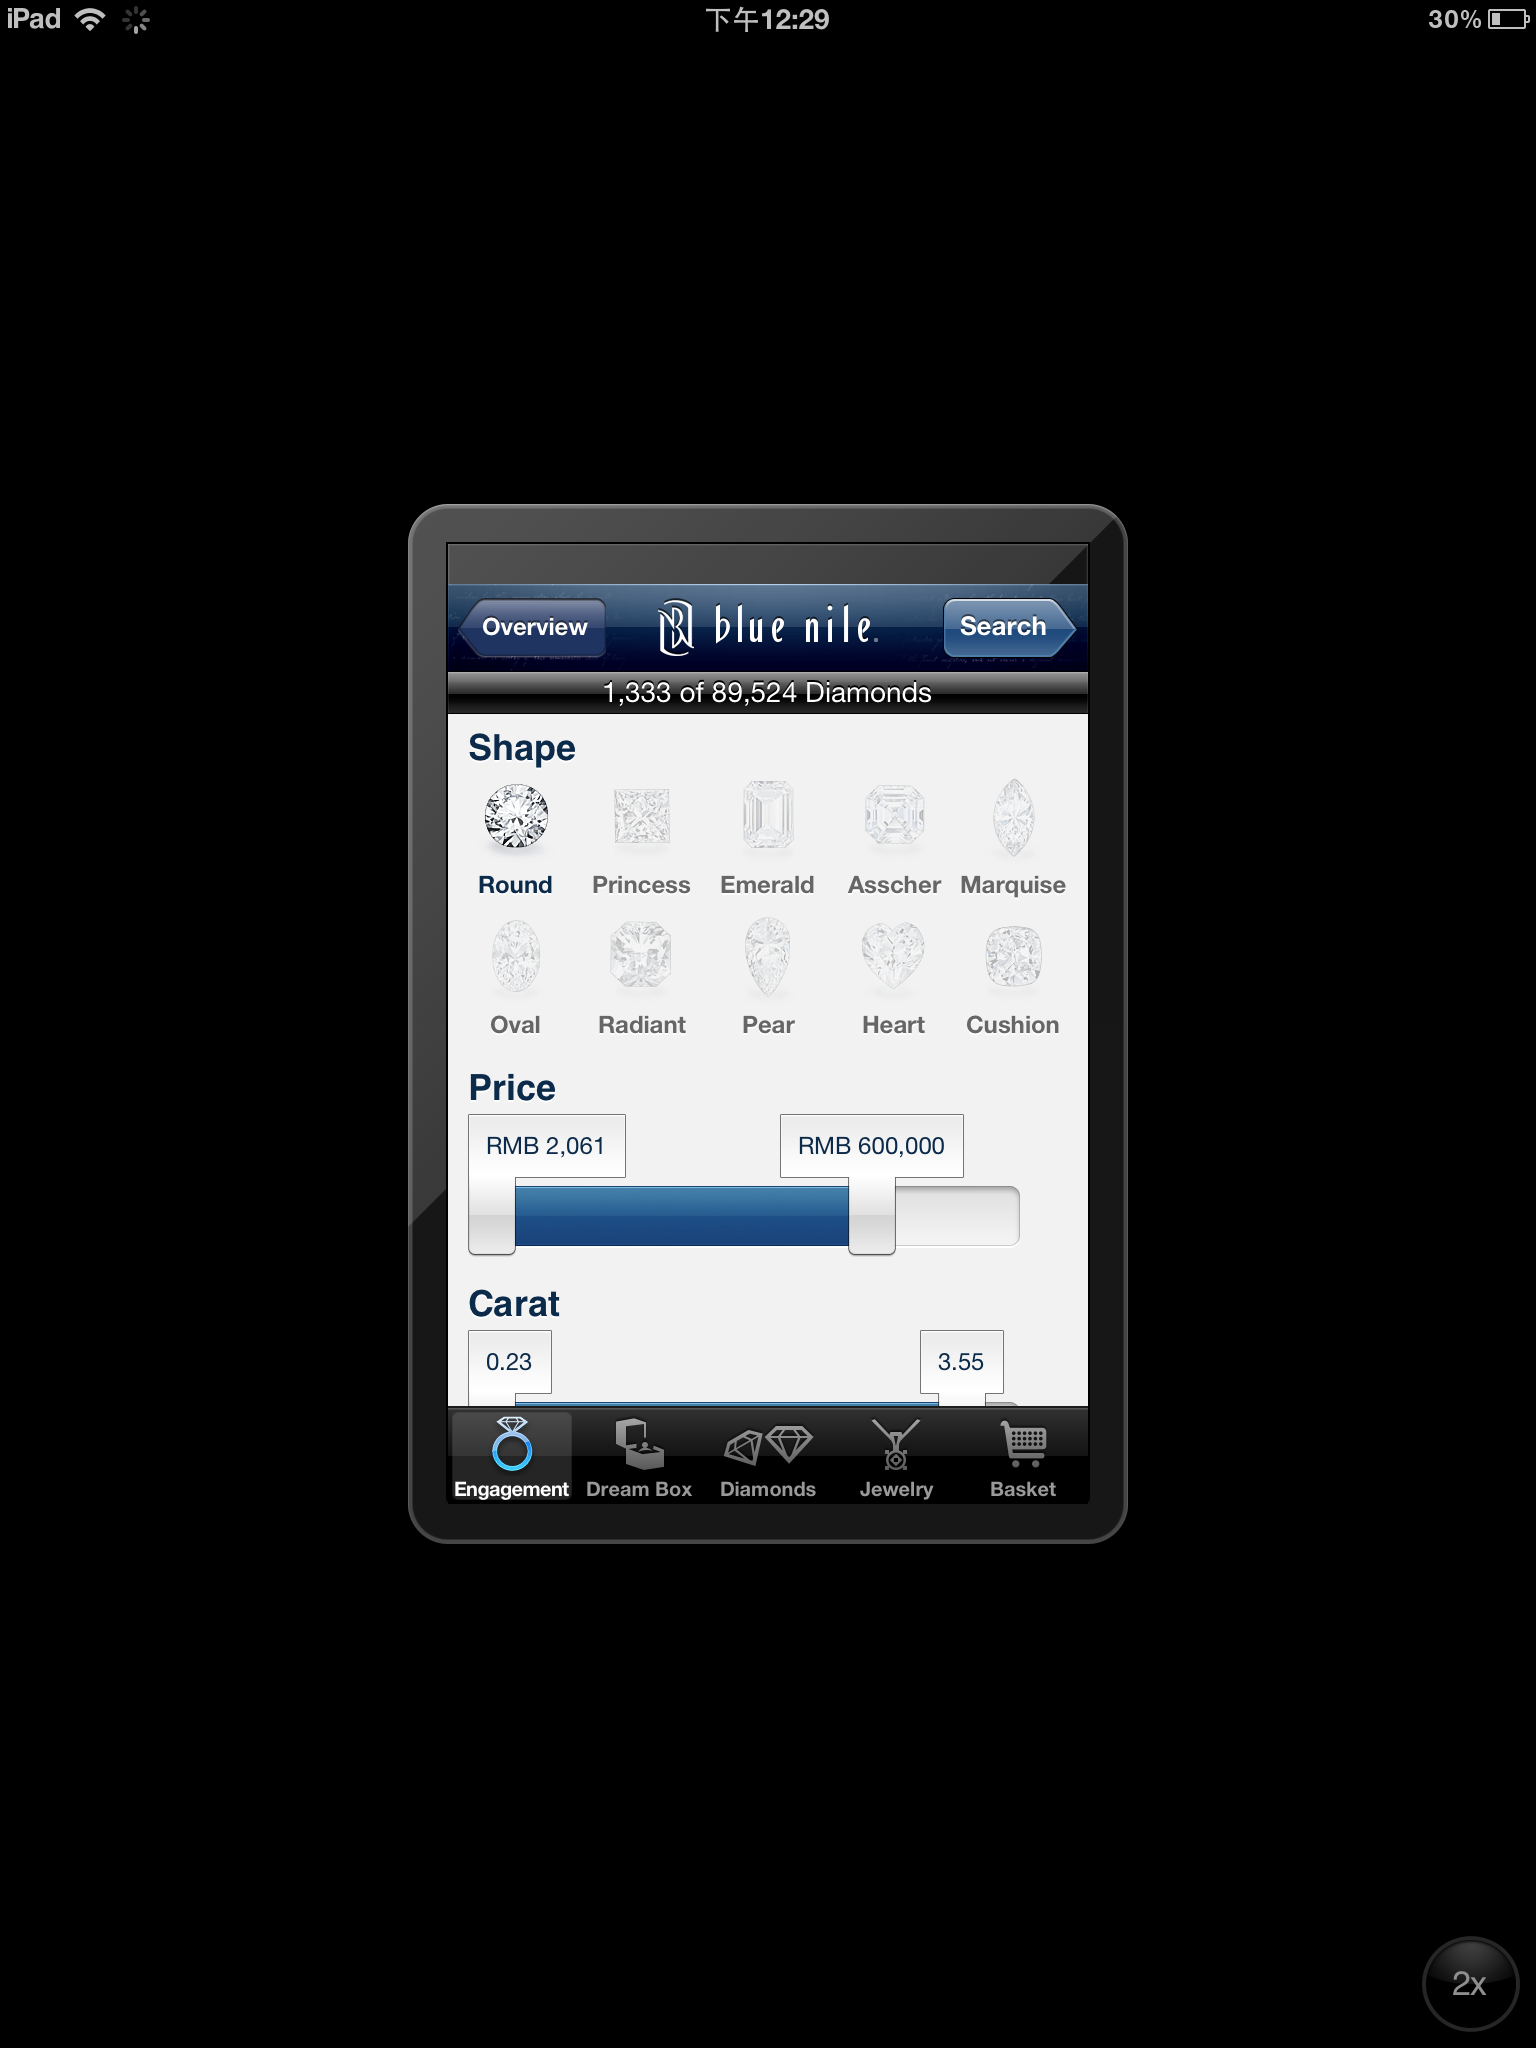 iPad 下午12:29 30%
Overview blue nile. Search
1,333 of 89,524 Diamonds
Shape
Round Princess Emerald Asscher Marquise
Oval Radiant Pear Heart Cushion
Price
RMB 2,061 RMB 600,000
Carat
0.23 3.55
Engagement Dream Box Diamonds Jewelry Basket
2x